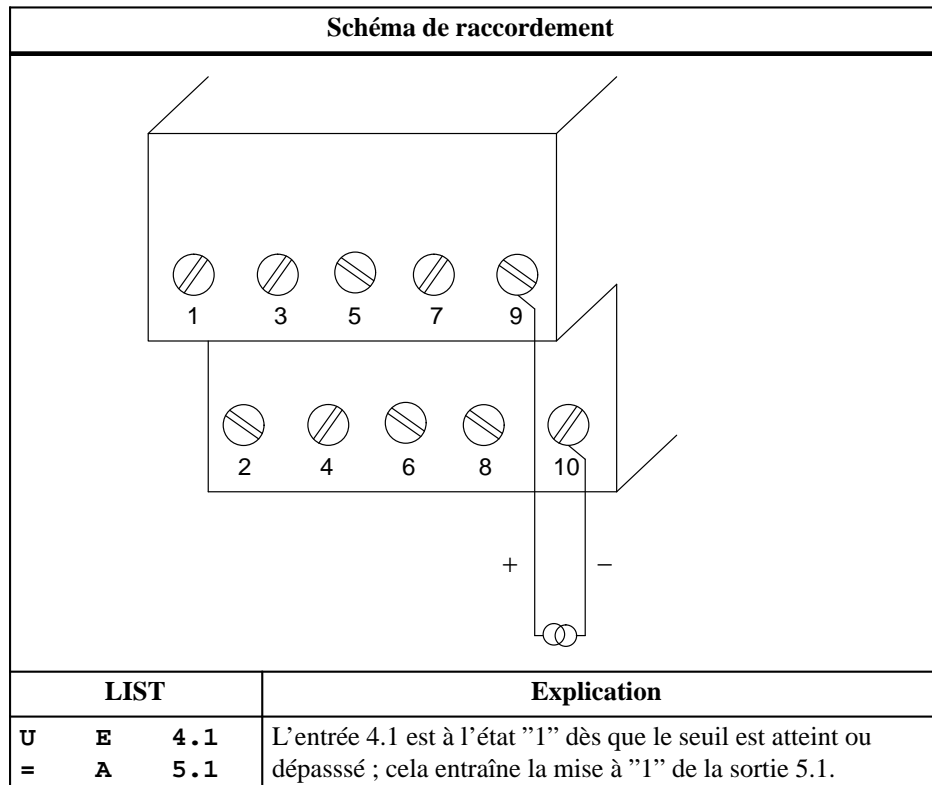 Schéma de raccordement
1 3 5 7 9
2 4 6 8 10
+ −
LIST Explication
U E 4.1 L'entrée 4.1 est à l'état ”1” dès que le seuil est atteint ou
= A 5.1 dépasssé ; cela entraîne la mise à ”1” de la sortie 5.1.